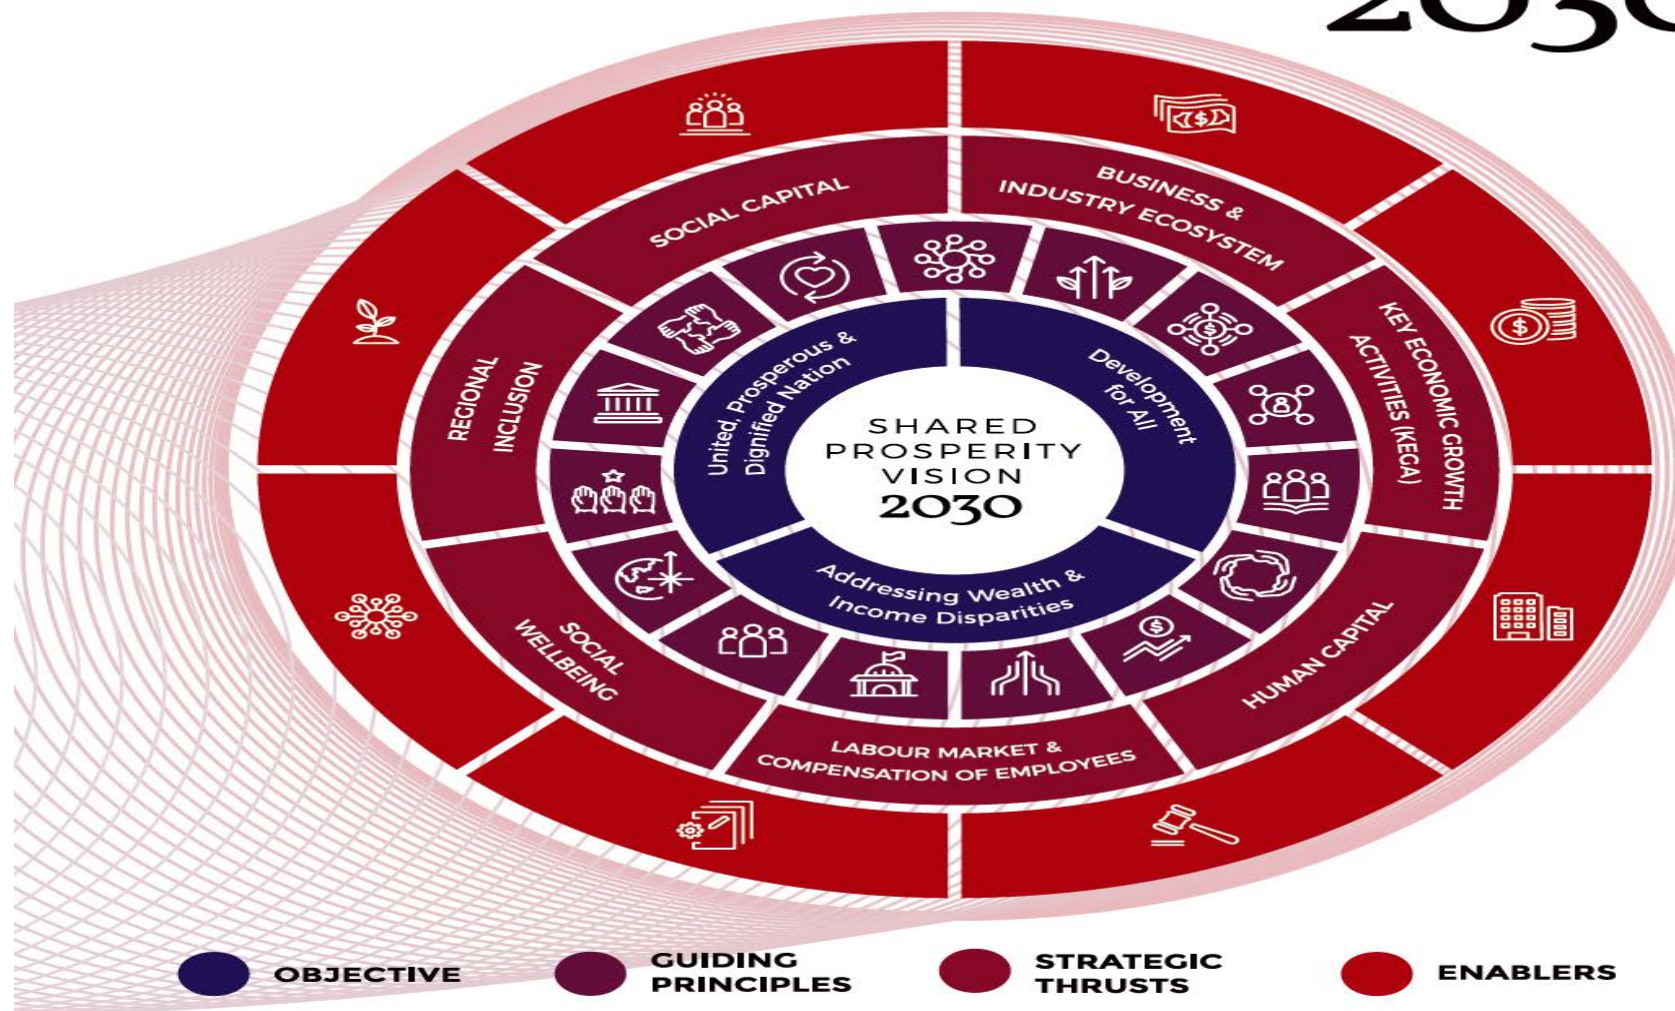 2030
SOCIAL CAPITAL
BUSINESS &
INDUSTRY ECOSYSTEM
KEY ECONOMIC GROWTH
ACTIVITIES (KEGA)
HUMAN CAPITAL
LABOUR MARKET &
COMPENSATION OF EMPLOYEES
SOCIAL
WELLBEING
REGIONAL
INCLUSION
United, Prosperous &
Dignified Nation
Development
for All
Addressing Wealth &
Income Disparities
SHARED
PROSPERITY
VISION
2030
OBJECTIVE
GUIDING
PRINCIPLES
STRATEGIC
THRUSTS
ENABLERS